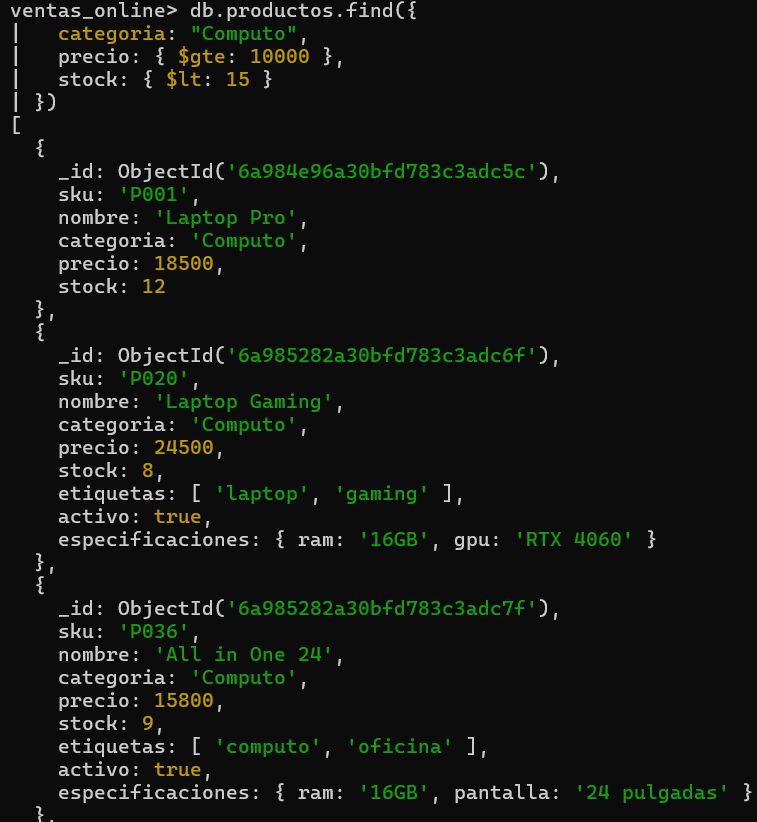 ventas_online> db.productos.find({
|   categoria: "Computo",
|   precio: { $gte: 10000 },
|   stock: { $lt: 15 }
| })
[
  {
    _id: ObjectId('6a984e96a30bfd783c3adc5c'),
    sku: 'P001',
    nombre: 'Laptop Pro',
    categoria: 'Computo',
    precio: 18500,
    stock: 12
  },
  {
    _id: ObjectId('6a985282a30bfd783c3adc6f'),
    sku: 'P020',
    nombre: 'Laptop Gaming',
    categoria: 'Computo',
    precio: 24500,
    stock: 8,
    etiquetas: [ 'laptop', 'gaming' ],
    activo: true,
    especificaciones: { ram: '16GB', gpu: 'RTX 4060' }
  },
  {
    _id: ObjectId('6a985282a30bfd783c3adc7f'),
    sku: 'P036',
    nombre: 'All in One 24',
    categoria: 'Computo',
    precio: 15800,
    stock: 9,
    etiquetas: [ 'computo', 'oficina' ],
    activo: true,
    especificaciones: { ram: '16GB', pantalla: '24 pulgadas' }
  },